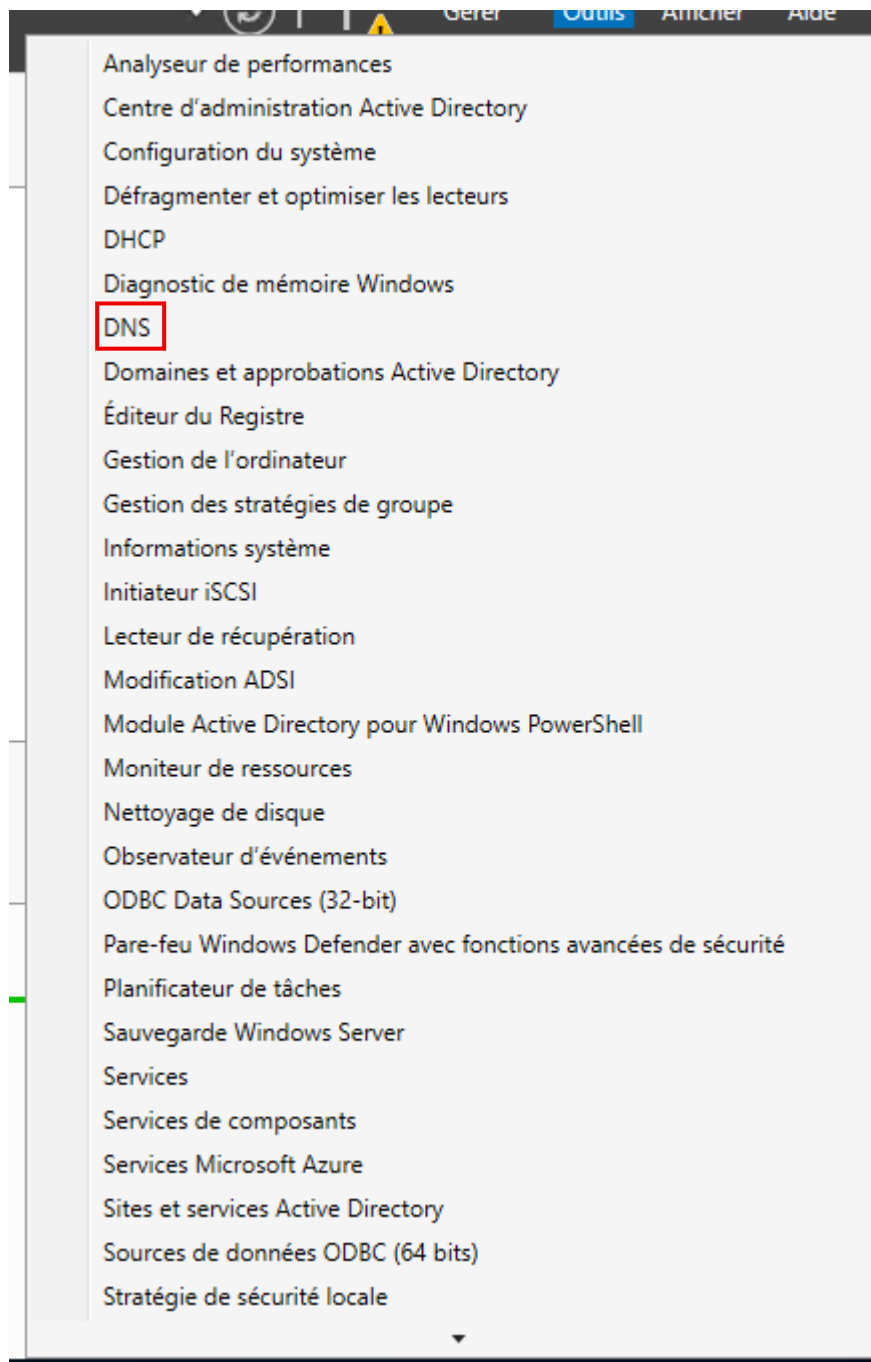 Gérer Outils Afficher Aide
Analyseur de performances
Centre d'administration Active Directory
Configuration du système
Défragmenter et optimiser les lecteurs
DHCP
Diagnostic de mémoire Windows
DNS
Domaines et approbations Active Directory
Éditeur du Registre
Gestion de l'ordinateur
Gestion des stratégies de groupe
Informations système
Initiateur iSCSI
Lecteur de récupération
Modification ADSI
Module Active Directory pour Windows PowerShell
Moniteur de ressources
Nettoyage de disque
Observateur d'événements
ODBC Data Sources (32-bit)
Pare-feu Windows Defender avec fonctions avancées de sécurité
Planificateur de tâches
Sauvegarde Windows Server
Services
Services de composants
Services Microsoft Azure
Sites et services Active Directory
Sources de données ODBC (64 bits)
Stratégie de sécurité locale